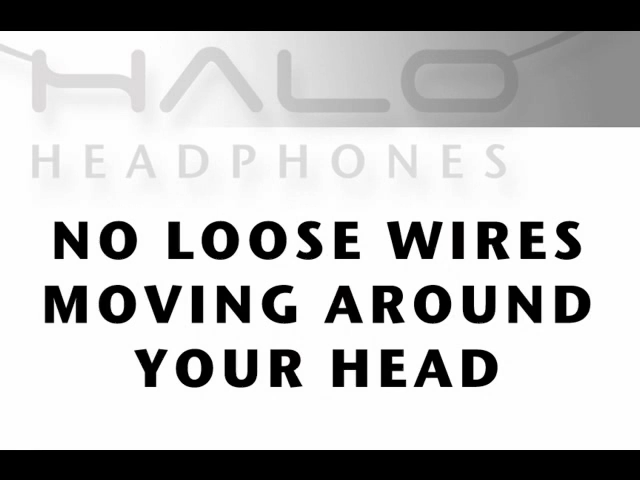 HALO
HEADPHONES
NO LOOSE WIRES
MOVING AROUND
YOUR HEAD